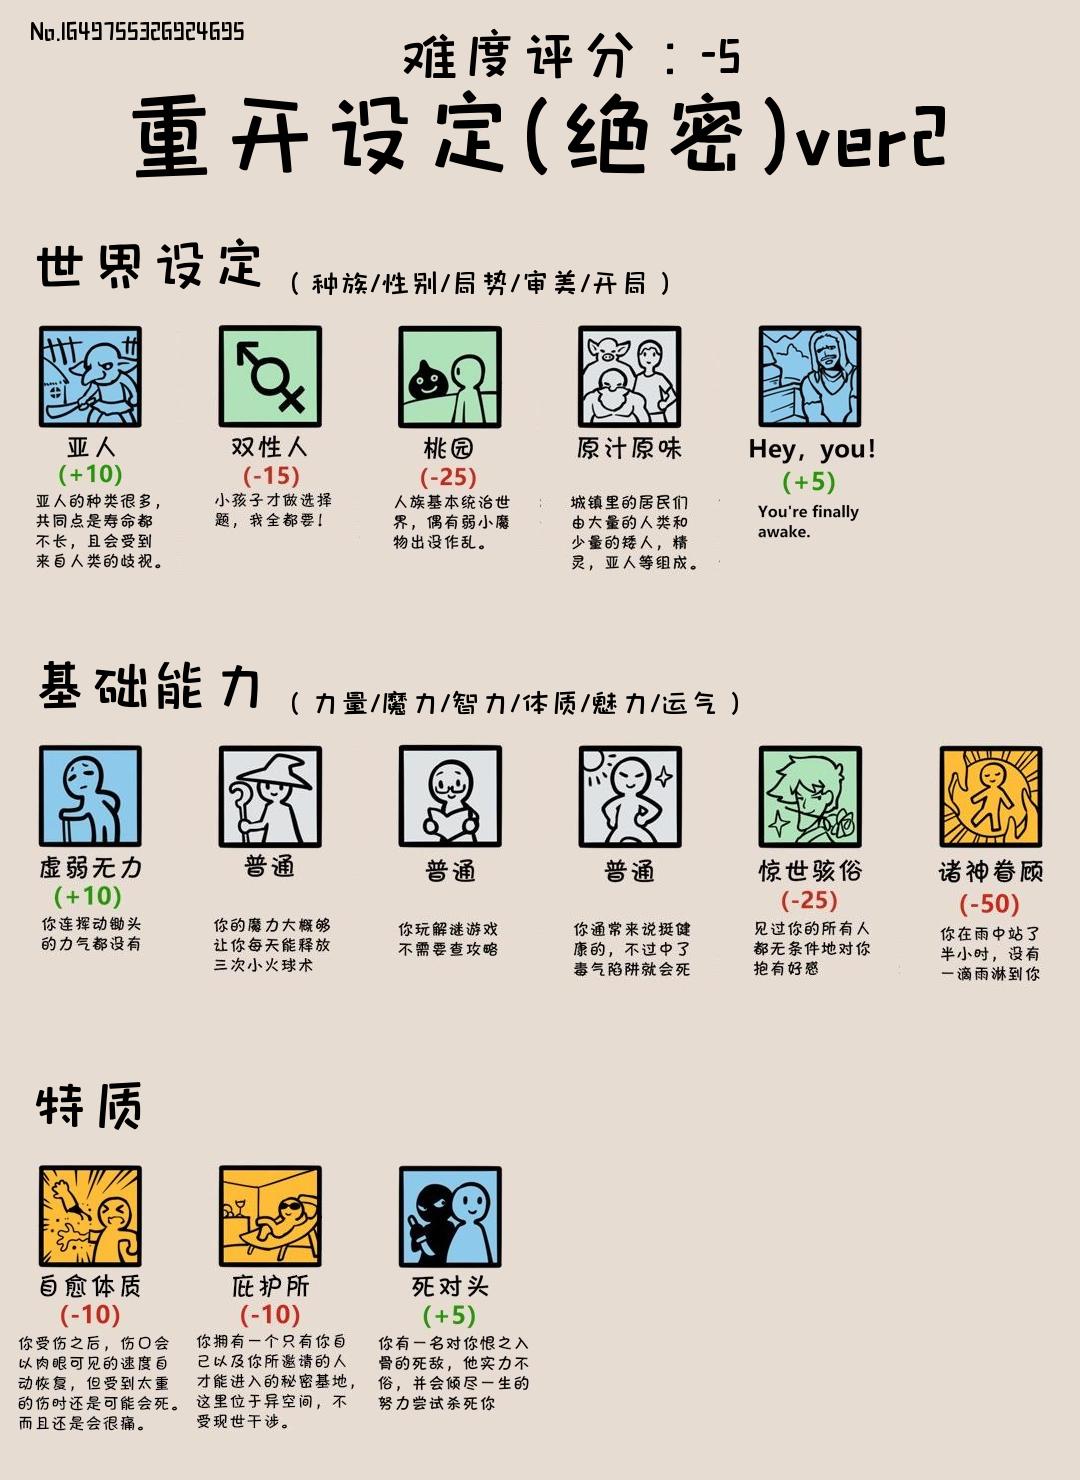 No.1649755326924695
难度评分：-5
重开设定(绝密)ver2
世界设定
（种族/性别/局势/审美/开局）
亚人
(+10)
亚人的种类很多，
共同点是寿命都
不长，且会受到
来自人类的歧视。
双性人
(-15)
小孩子才做选择
题，我全都要！
桃园
(-25)
人族基本统治世
界，偶有弱小魔
物出没作乱。
原汁原味
城镇里的居民们
由大量的人类和
少量的矮人，精
灵，亚人等组成。
Hey, you!
(+5)
You're finally
awake.
基础能力
（力量/魔力/智力/体质/魅力/运气）
虚弱无力
(+10)
你连挥动锄头
的力气都没有
普通
你的魔力大概够
让你每天能释放
三次小火球术
普通
你玩解谜游戏
不需要查攻略
普通
你通常来说挺健
康的，不过中了
毒气陷阱就会死
惊世骇俗
(-25)
见过你的所有人
都无条件地对你
抱有好感
诸神眷顾
(-50)
你在雨中站了
半小时，没有
一滴雨淋到你
特质
自愈体质
(-10)
你受伤之后，伤口会
以肉眼可见的速度自
动恢复，但受到太重
的伤时还是可能会死。
而且还是会很痛。
庇护所
(-10)
你拥有一个只有你自
己以及你所邀请的人
才能进入的秘密基地，
这里位于异空间，不
受现世干涉。
死对头
(+5)
你有一名对你恨之入
骨的死敌，他实力不
俗，并会倾尽一生的
努力尝试杀死你